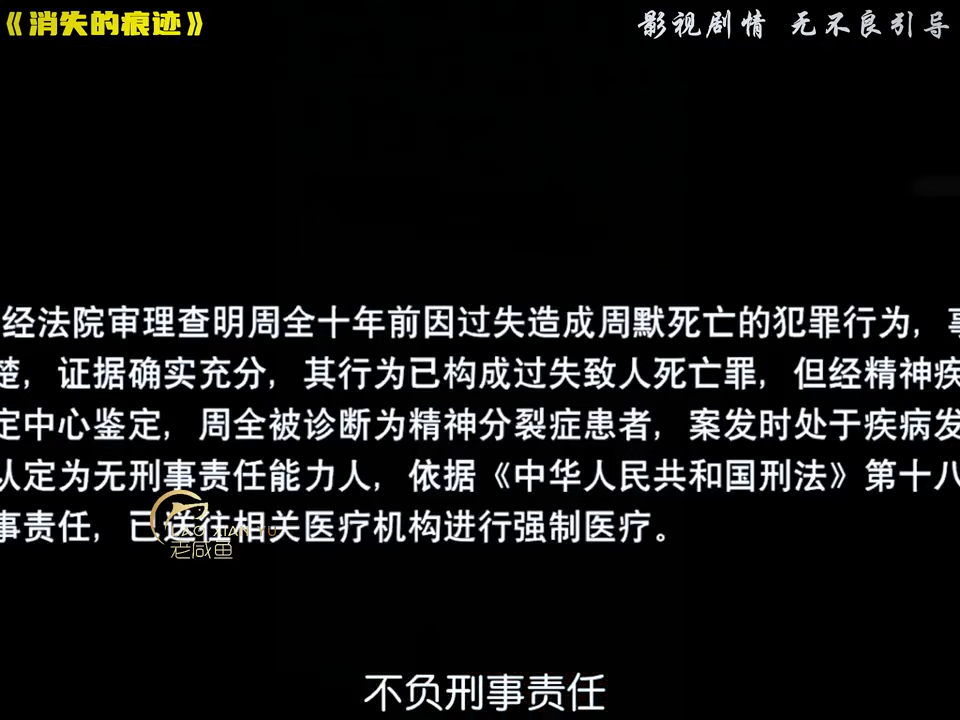 《消失的痕迹》
影视剧情 无不良引导
经法院审理查明周全十年前因过失造成周默死亡的犯罪行为，事
楚，证据确实充分，其行为已构成过失致人死亡罪，但经精神疾
定中心鉴定，周全被诊断为精神分裂症患者，案发时处于疾病发
认定为无刑事责任能力人，依据《中华人民共和国刑法》第十八
事责任，已送往相关医疗机构进行强制医疗。
LAO XIAN YU
老咸鱼
不负刑事责任